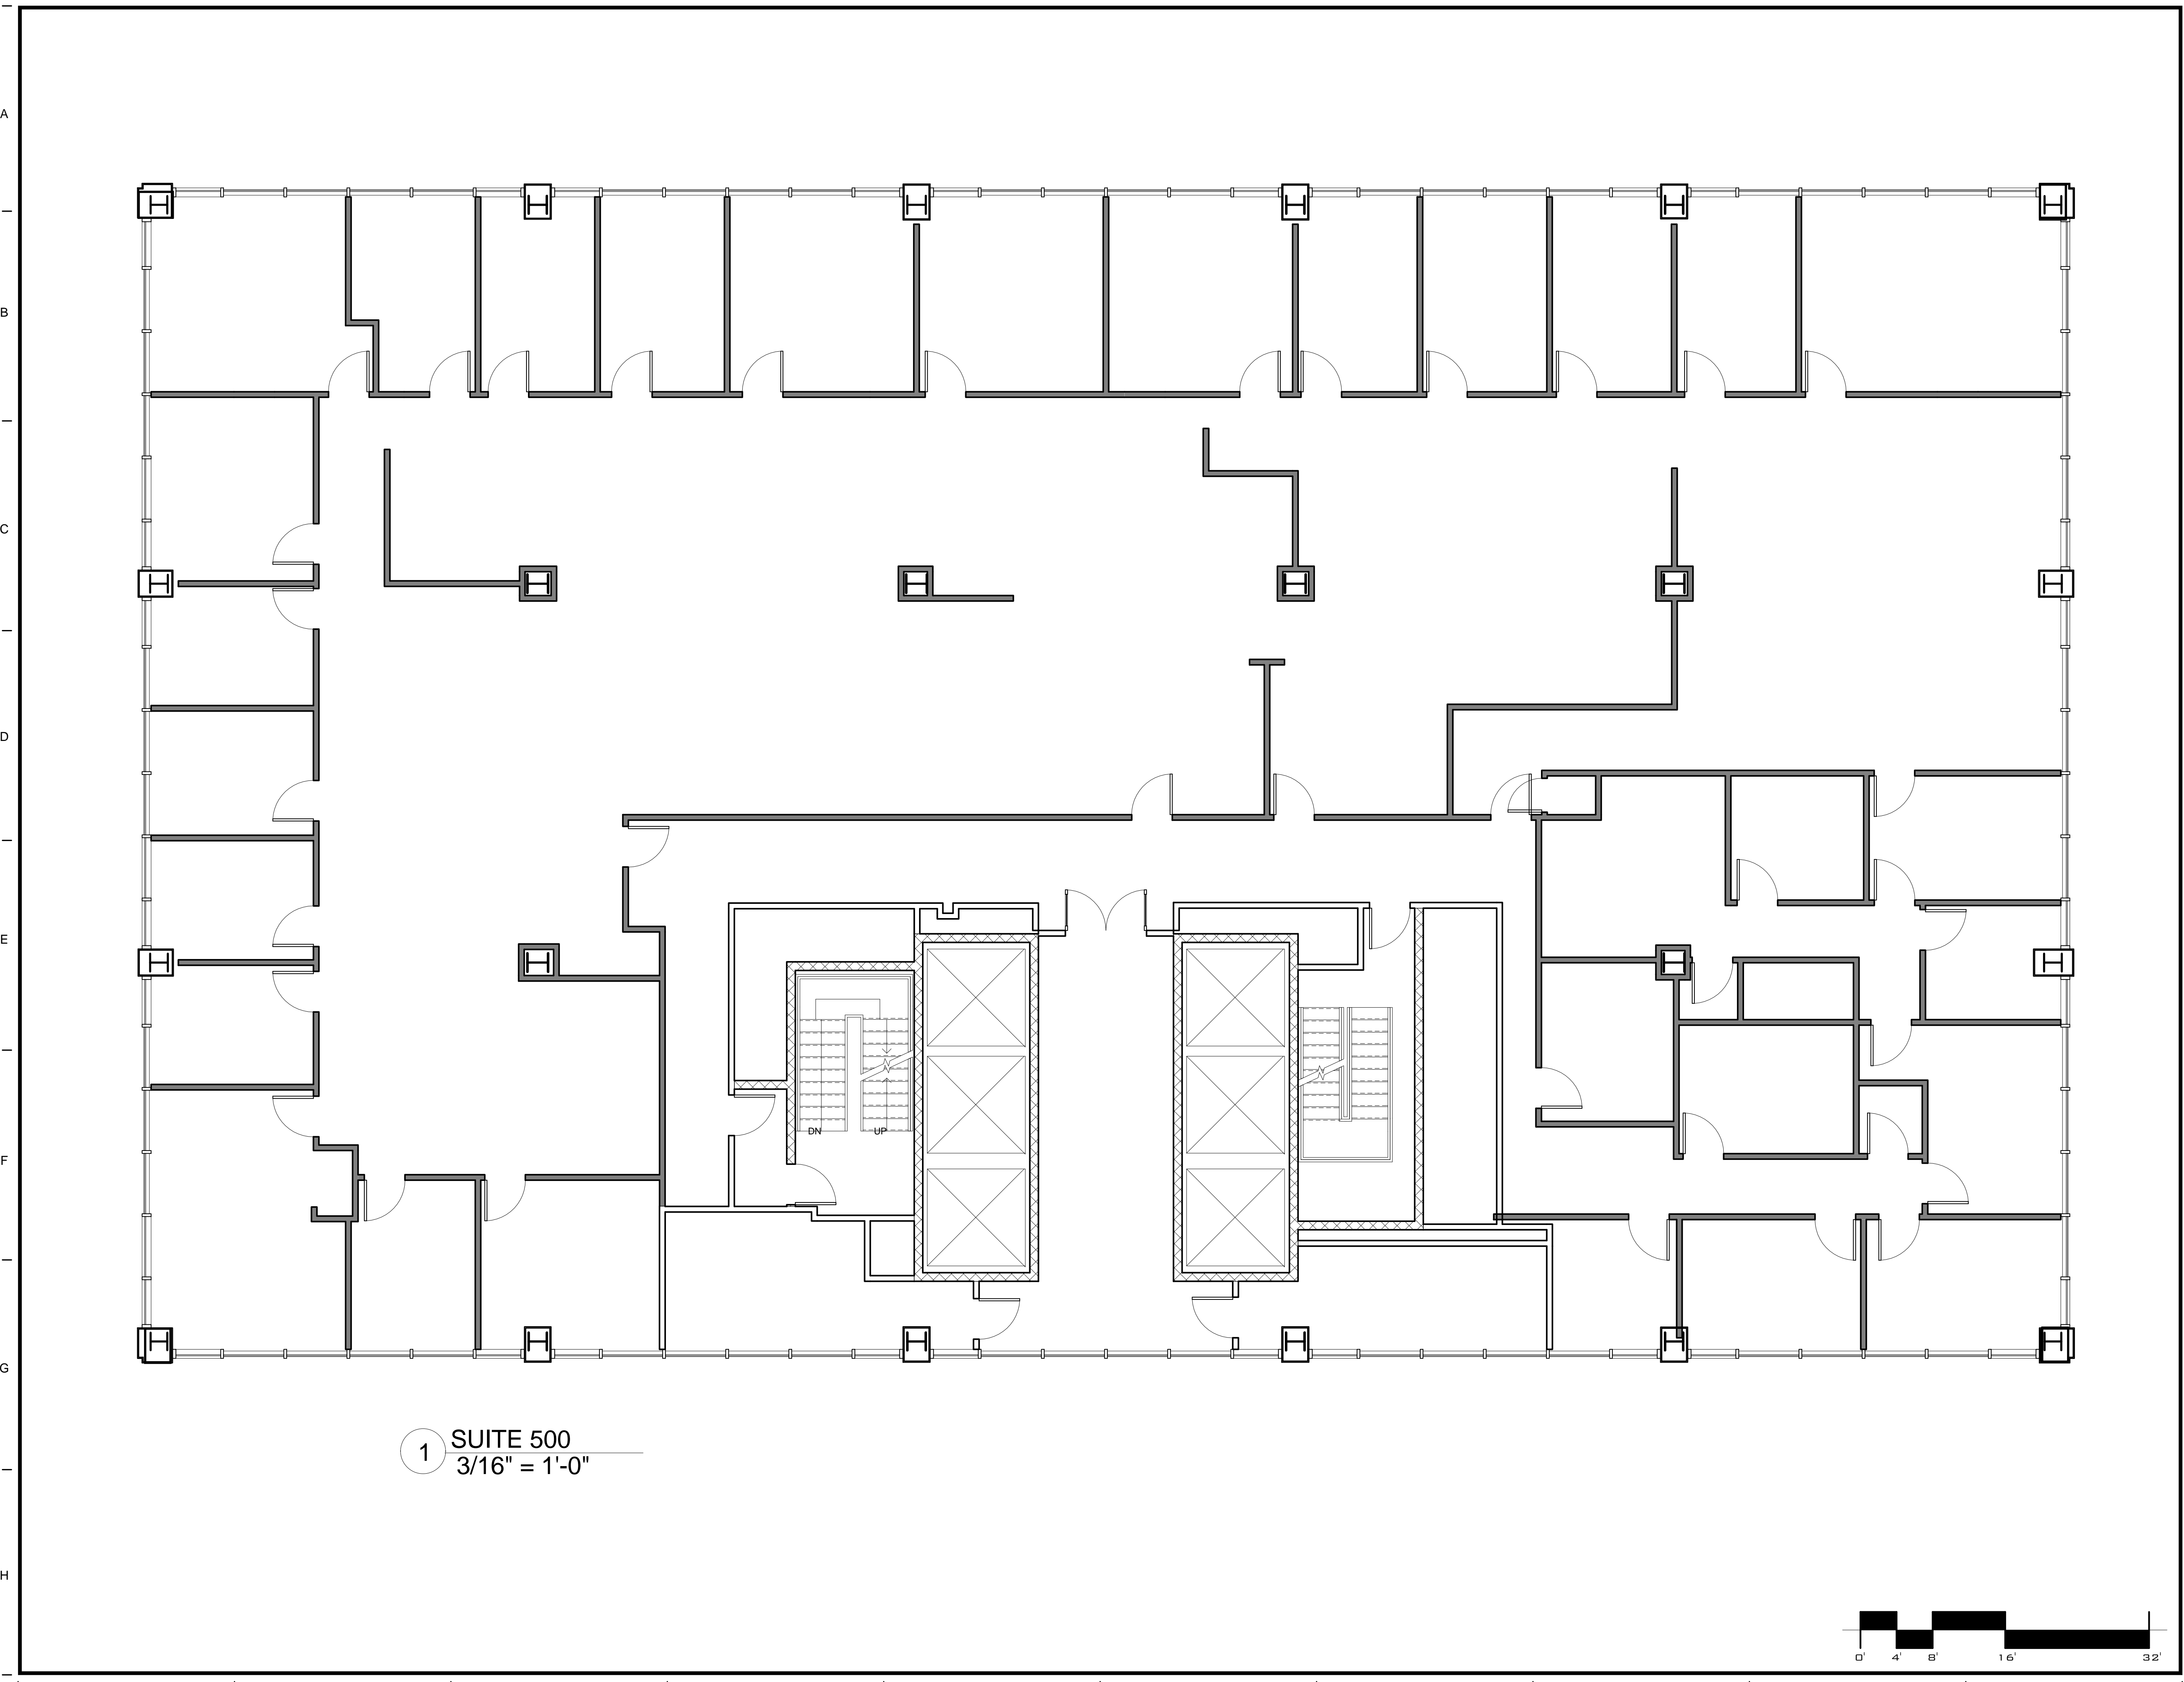 A
B
C
D
E
F
G
H
DN UP
1
SUITE 500
3/16" = 1'-0"
0' 4' 8' 16' 32'